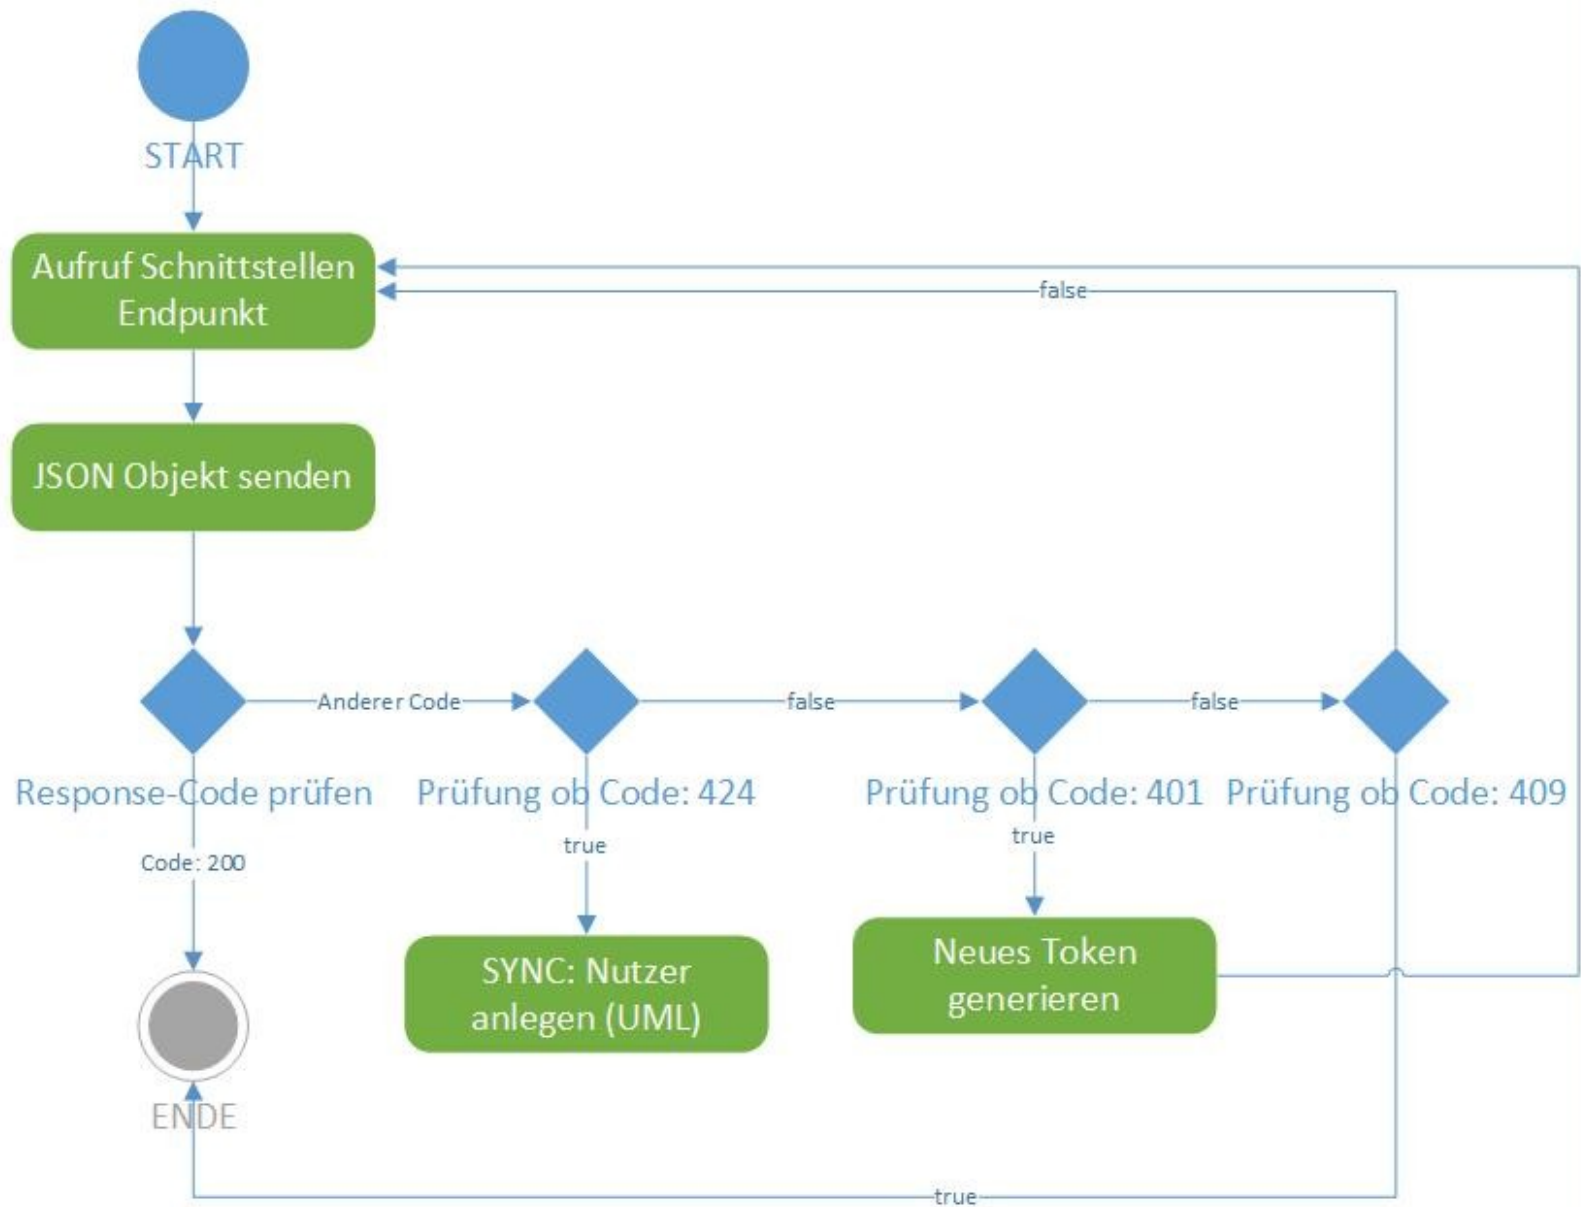 START
Aufruf Schnittstellen
Endpunkt
false
JSON Objekt senden
Anderer Code
false
false
Response-Code prüfen
Prüfung ob Code: 424
Prüfung ob Code: 401
Prüfung ob Code: 409
Code: 200
true
true
SYNC: Nutzer
anlegen (UML)
Neues Token
generieren
ENDE
true